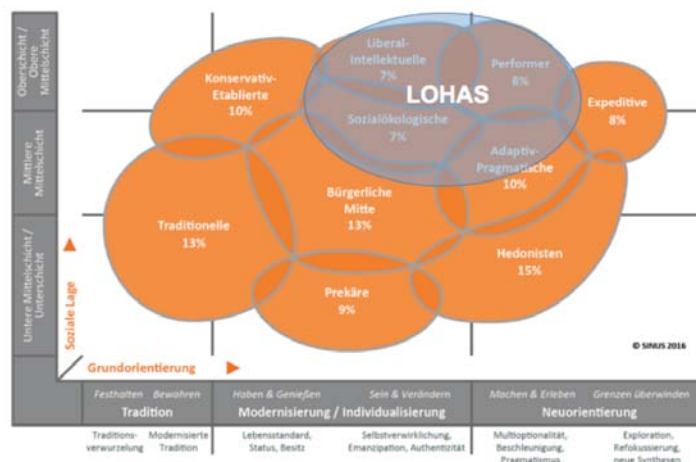 Oberschicht /
Obere
Mittelschicht
Mittlere
Mittelschicht
Untere Mittelschicht /
Unterschicht
Soziale Lage
Konservativ-
Etablierte
10%
Liberal-
Intellektuelle
7%
Performer
8%
LOHAS
Expeditive
8%
Sozialökologische
7%
Adaptiv-
Pragmatische
10%
Traditionelle
13%
Bürgerliche
Mitte
13%
Hedonisten
15%
Prekäre
9%
© SINUS 2016
Grundorientierung
Festhalten Bewahren
Tradition
Haben & Genießen Sein & Verändern
Modernisierung / Individualisierung
Machen & Erleben Grenzen überwinden
Neuorientierung
Traditions-
verwurzelung
Modernisierte
Tradition
Lebensstandard,
Status, Besitz
Selbstverwirklichung,
Emanzipation, Authentizität
Multioptionalität,
Beschleunigung,
Pragmatismus
Exploration,
Refokussierung,
neue Synthesen